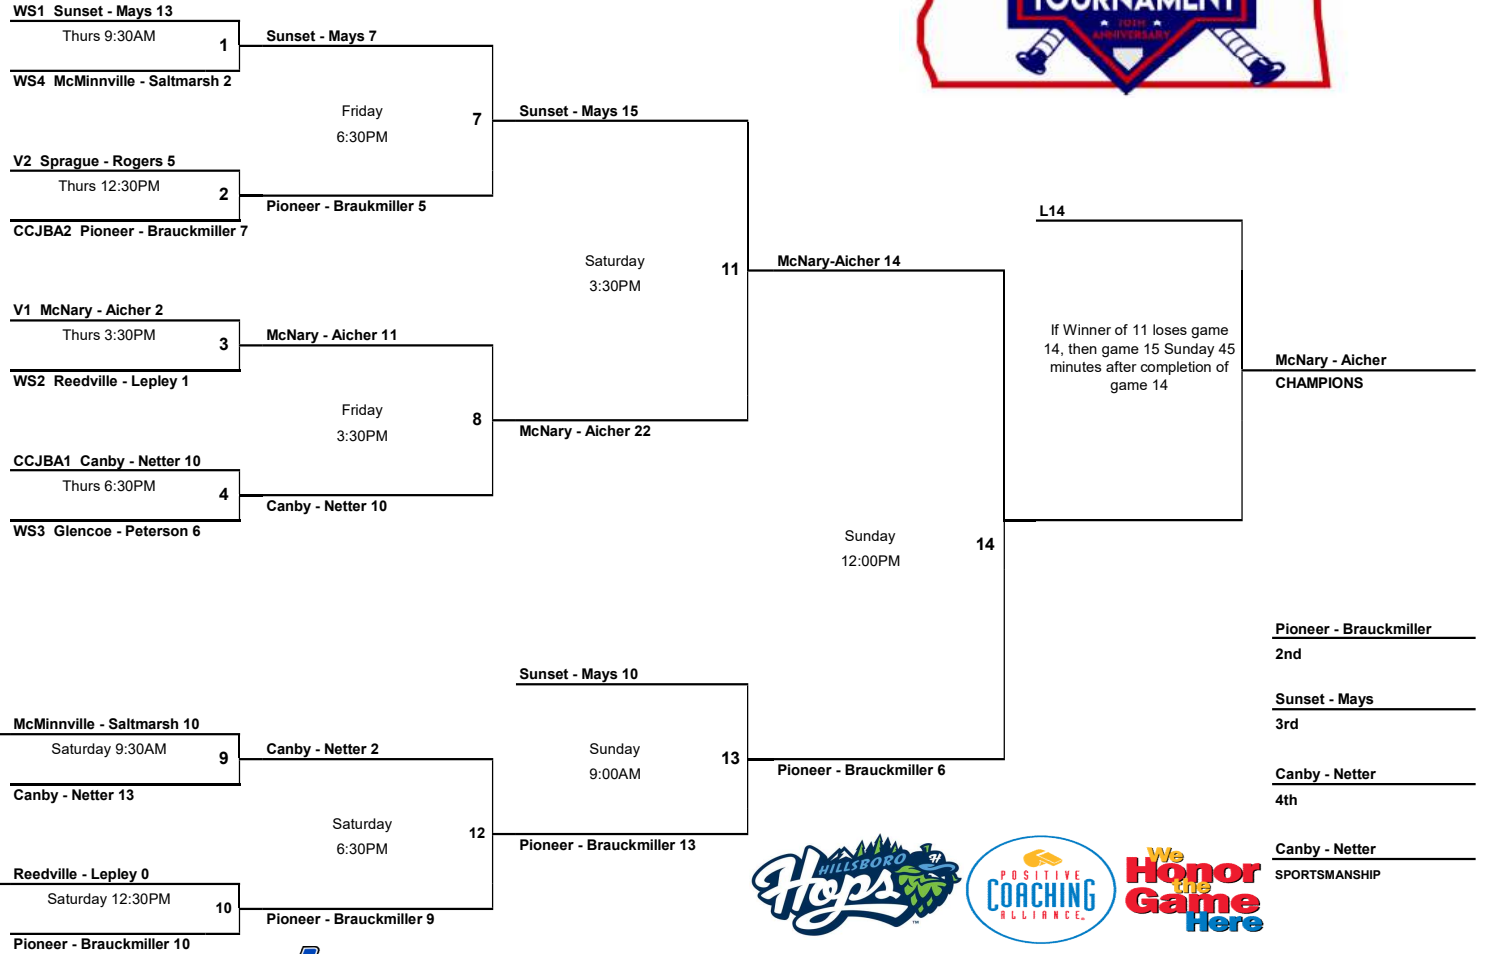 TOURNAMENT
20TH
ANNIVERSARY
WS1 Sunset - Mays 13
Thurs 9:30AM
1
WS4 McMinnville - Saltmarsh 2
Sunset - Mays 7
Friday
6:30PM
7
V2 Sprague - Rogers 5
Thurs 12:30PM
2
CCJBA2 Pioneer - Brauckmiller 7
Pioneer - Braukmiller 5
Sunset - Mays 15
Saturday
3:30PM
11
V1 McNary - Aicher 2
Thurs 3:30PM
3
WS2 Reedville - Lepley 1
McNary - Aicher 11
Friday
3:30PM
8
McNary - Aicher 22
CCJBA1 Canby - Netter 10
Thurs 6:30PM
4
WS3 Glencoe - Peterson 6
Canby - Netter 10
McNary-Aicher 14
L14
If Winner of 11 loses game
14, then game 15 Sunday 45
minutes after completion of
game 14
McNary - Aicher
CHAMPIONS
Sunday
12:00PM
14
Pioneer - Brauckmiller
2nd
Sunset - Mays
3rd
Canby - Netter
4th
Canby - Netter
SPORTSMANSHIP
Sunset - Mays 10
Sunday
9:00AM
13
Pioneer - Brauckmiller 6
McMinnville - Saltmarsh 10
Saturday 9:30AM
9
Canby - Netter 13
Canby - Netter 2
Saturday
6:30PM
12
Pioneer - Brauckmiller 13
Reedville - Lepley 0
Saturday 12:30PM
10
Pioneer - Brauckmiller 10
Pioneer - Brauckmiller 9
HILLSBORO
Hops
H
TM
POSITIVE
COACHING
ALLIANCE
We
Honor
the
Game
Here